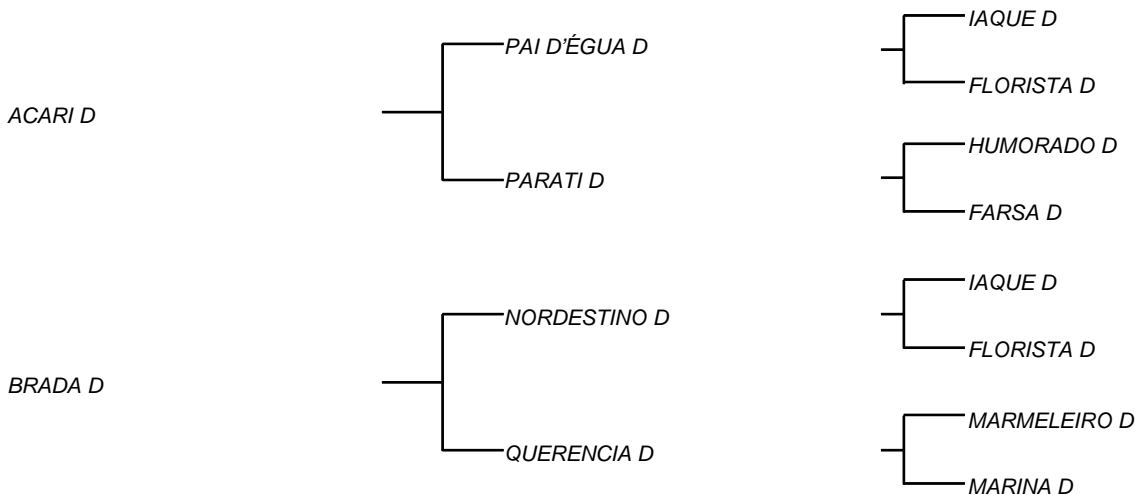 IAQUE D
PAI D'ÉGUA D
FLORISTA D
ACARI D
HUMORADO D
PARATI D
FARSA D
IAQUE D
NORDESTINO D
FLORISTA D
BRADA D
MARMELEIRO D
QUERENCIA D
MARINA D